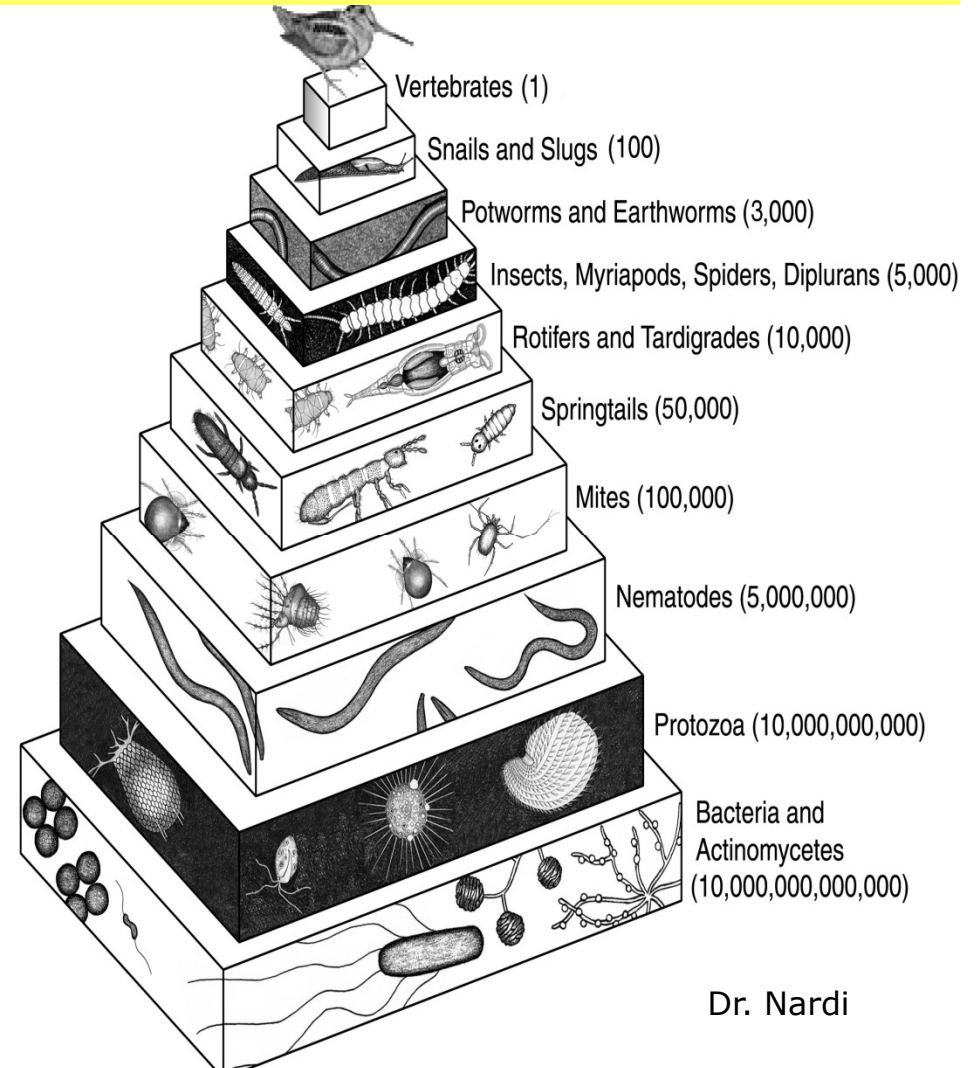 Vertebrates (1)
Snails and Slugs (100)
Potworms and Earthworms (3,000)
Insects, Myriapods, Spiders, Diplurans (5,000)
Rotifers and Tardigrades (10,000)
Springtails (50,000)
Mites (100,000)
Nematodes (5,000,000)
Protozoa (10,000,000,000)
Bacteria and
Actinomycetes
(10,000,000,000,000)
Dr. Nardi